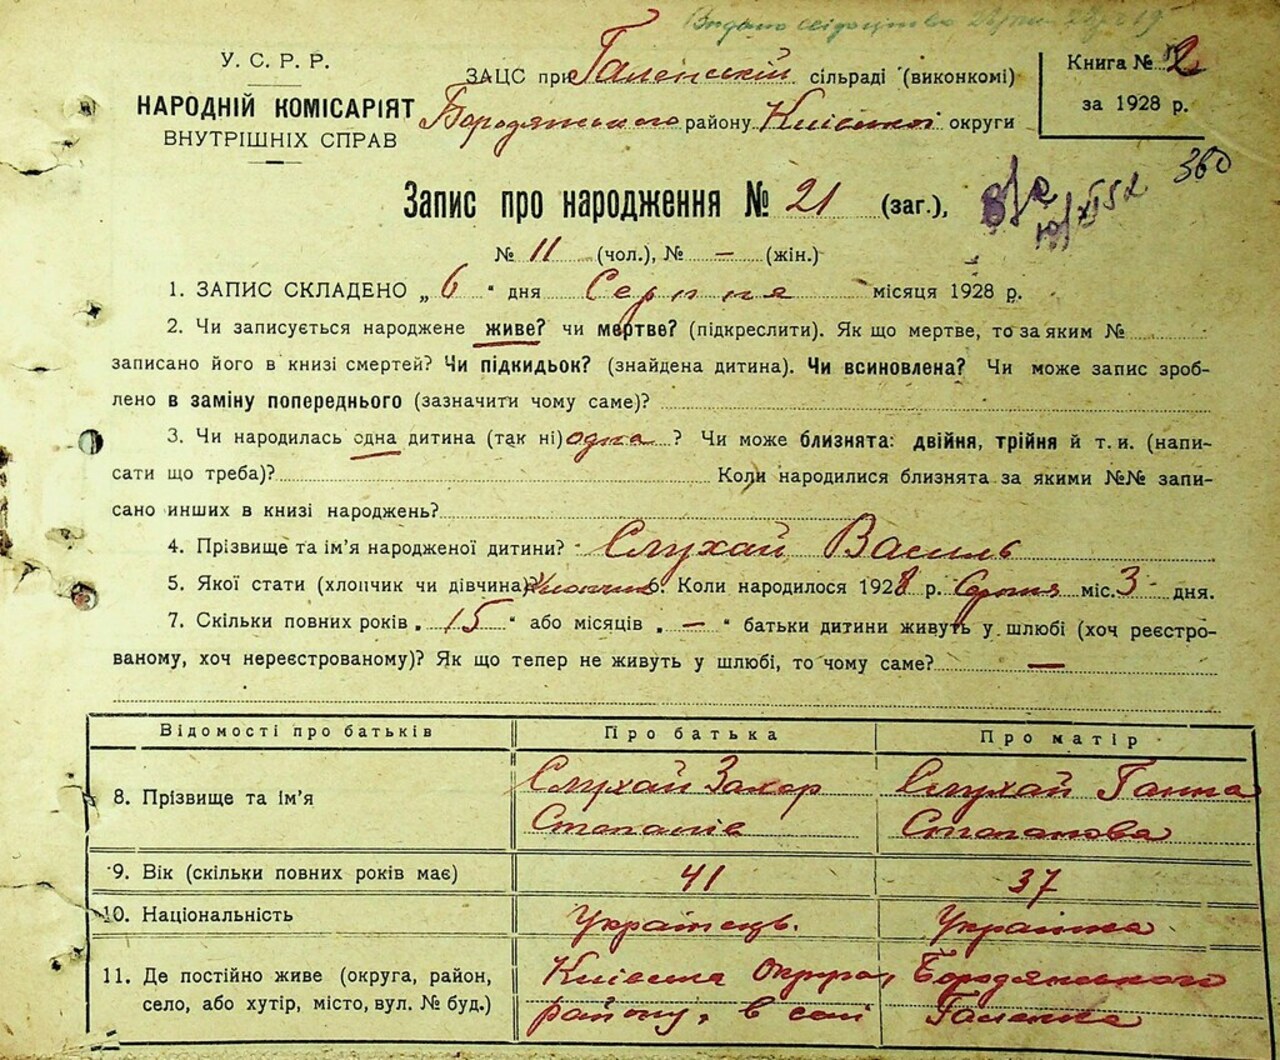 Видано свідоцтво
У. С. Р. Р.
НАРОДНІЙ КОМІСАРІЯТ
ВНУТРІШНІХ СПРАВ
ЗАЦС при Галенській сільраді (виконкомі)
Бородянського району Київської округи
Книга № 2
за 1928 р.
360
Запис про народження № 21 (заг.),
№ 11 (чол.), № — (жін.)
1. ЗАПИС СКЛАДЕНО „ 6 " дня Серпня місяця 1928 р.
2. Чи записується народжене живе? чи мертве? (підкреслити). Як що мертве, то за яким №
записано його в книзі смертей? Чи підкидьок? (знайдена дитина). Чи всиновлена? Чи може запис зроб-
лено в заміну попереднього (зазначити чому саме)?
3. Чи народилась одна дитина (так ні) одна ? Чи може близнята: двійня, трійня й т. и. (напи-
сати що треба)? Коли народилися близнята за якими №№ запи-
сано инших в книзі народжень?
4. Прізвище та ім'я народженої дитини? Слухай Василь
5. Якої стати (хлопчик чи дівчина)? Хлопчик 6. Коли народилося 1928 р. Серпня міс. 3 дня.
7. Скільки повних років „ 15 " або місяців „ — " батьки дитини живуть у шлюбі (хоч реєстро-
ваному, хоч нереєстрованому)? Як що тепер не живуть у шлюбі, то чому саме? —
Відомості про батьків Про батька Про матір
8. Прізвище та ім'я Слухай Захар Слухай Ганна
Степанів Степанова
9. Вік (скільки повних років має) 41 37
10. Національність Українець. Українка
11. Де постійно живе (округа, район, Київська Округа, Бородянського
село, або хутір, місто, вул. № буд.) району, в селі Галенка